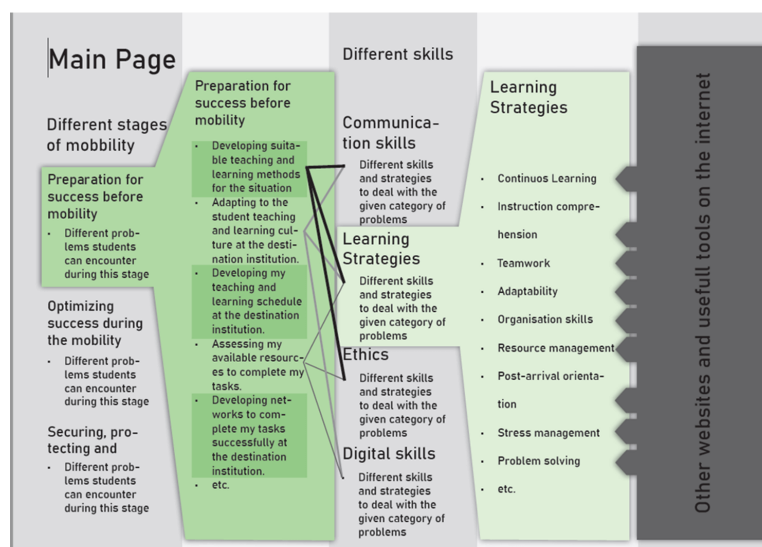 Main Page
Different stages
of mobbility
Preparation for
success before
mobility
• Different prob-
lems students
can encounter
during this stage
Optimizing
success during
the mobility
• Different prob-
lems students
can encounter
during this stage
Securing, pro-
tecting and
• Different prob-
lems students
can encounter
during this stage
Preparation for
success before
mobility
• Developing suita-
ble teaching and
learning methods
for the situation
• Adapting to the
student teaching
and learning cul-
ture at the desti-
nation institution.
• Developing my
teaching and
learning schedule
at the destination
institution.
• Assessing my
available resourc-
es to complete my
tasks.
• Developing net-
works to com-
plete my tasks
successfully at
the destination
institution.
• etc.
Different skills
Communica-
tion skills
Different skills
and strategies
to deal with the
given category of
problems
Learning
Strategies
Different skills
and strategies
to deal with the
given category of
problems
Ethics
Different skills
and strategies
to deal with the
given category of
problems
Digital skills
Different skills
and strategies
to deal with the
given category of
problems
Learning
Strategies
• Continuos Learning
• Instruction compre-
hension
• Teamwork
• Adaptability
• Organisation skills
• Resource management
• Post-arrival orienta-
tion
• Stress management
• Problem solving
• etc.
Other websites and usefull tools on the internet